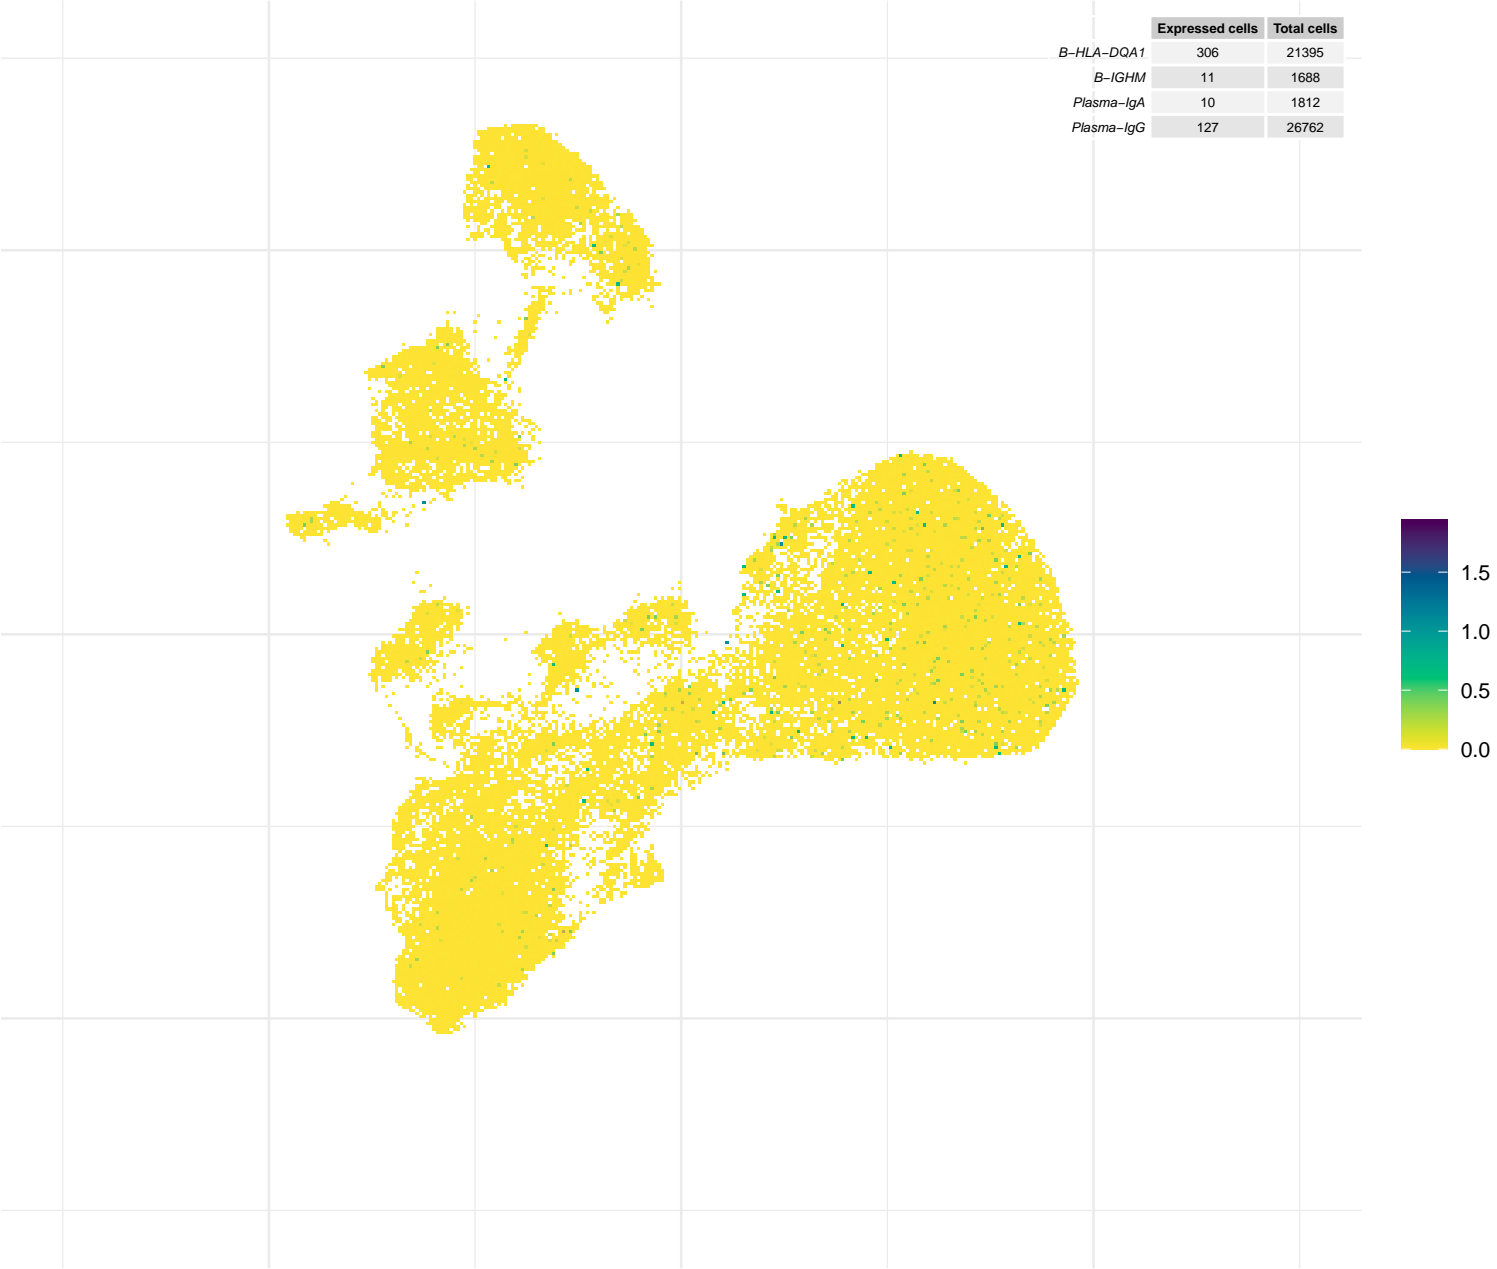 Expressed cells Total cells
B−HLA−DQA1 306 21395
B−IGHM 11 1688
Plasma−IgA 10 1812
Plasma−IgG 127 26762
1.5
1.0
0.5
0.0